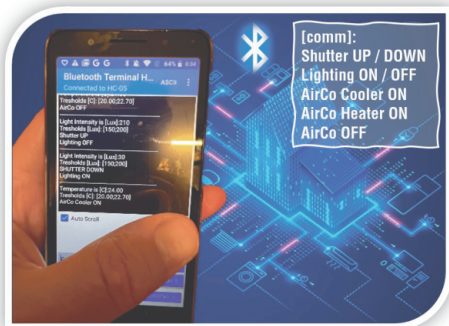 64% 8:34
Bluetooth Terminal H...
ASCII
Connected to HC-05
Tresholds [C]: [20.00;22.70]
AirCo OFF
Light Intensity is [Lux]:210
Tresholds [Lux]: [150;200]
Shutter UP
Lighting OFF
Light Intensity is [Lux]:30
Tresholds [Lux]: [150;200]
SHUTTER DOWN
Lighting ON
Temperature is [C]:24.00
Tresholds [C]: [20.00;22.70]
AirCo Cooler ON
Auto Scroll
[comm]:
Shutter UP / DOWN
Lighting ON / OFF
AirCo Cooler ON
AirCo Heater ON
AirCo OFF